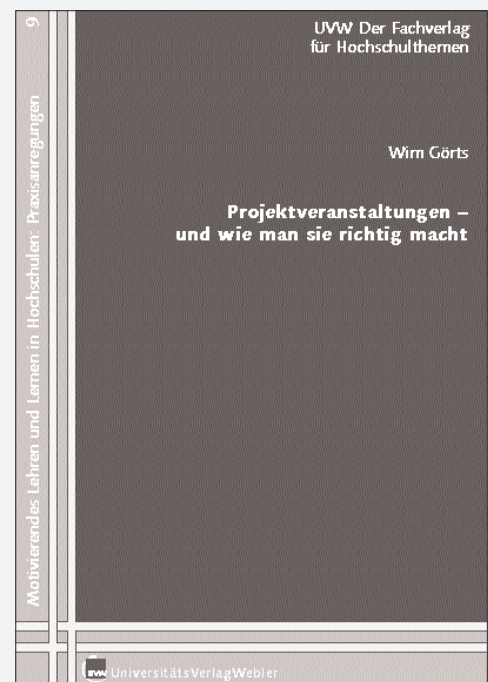 UVW Der Fachverlag
für Hochschulthemen
Wim Görts
Projektveranstaltungen –
und wie man sie richtig macht
Motivierendes Lehren und Lernen in Hochschulen: Praxisanregungen
9
UVW UniversitätsVerlagWebler